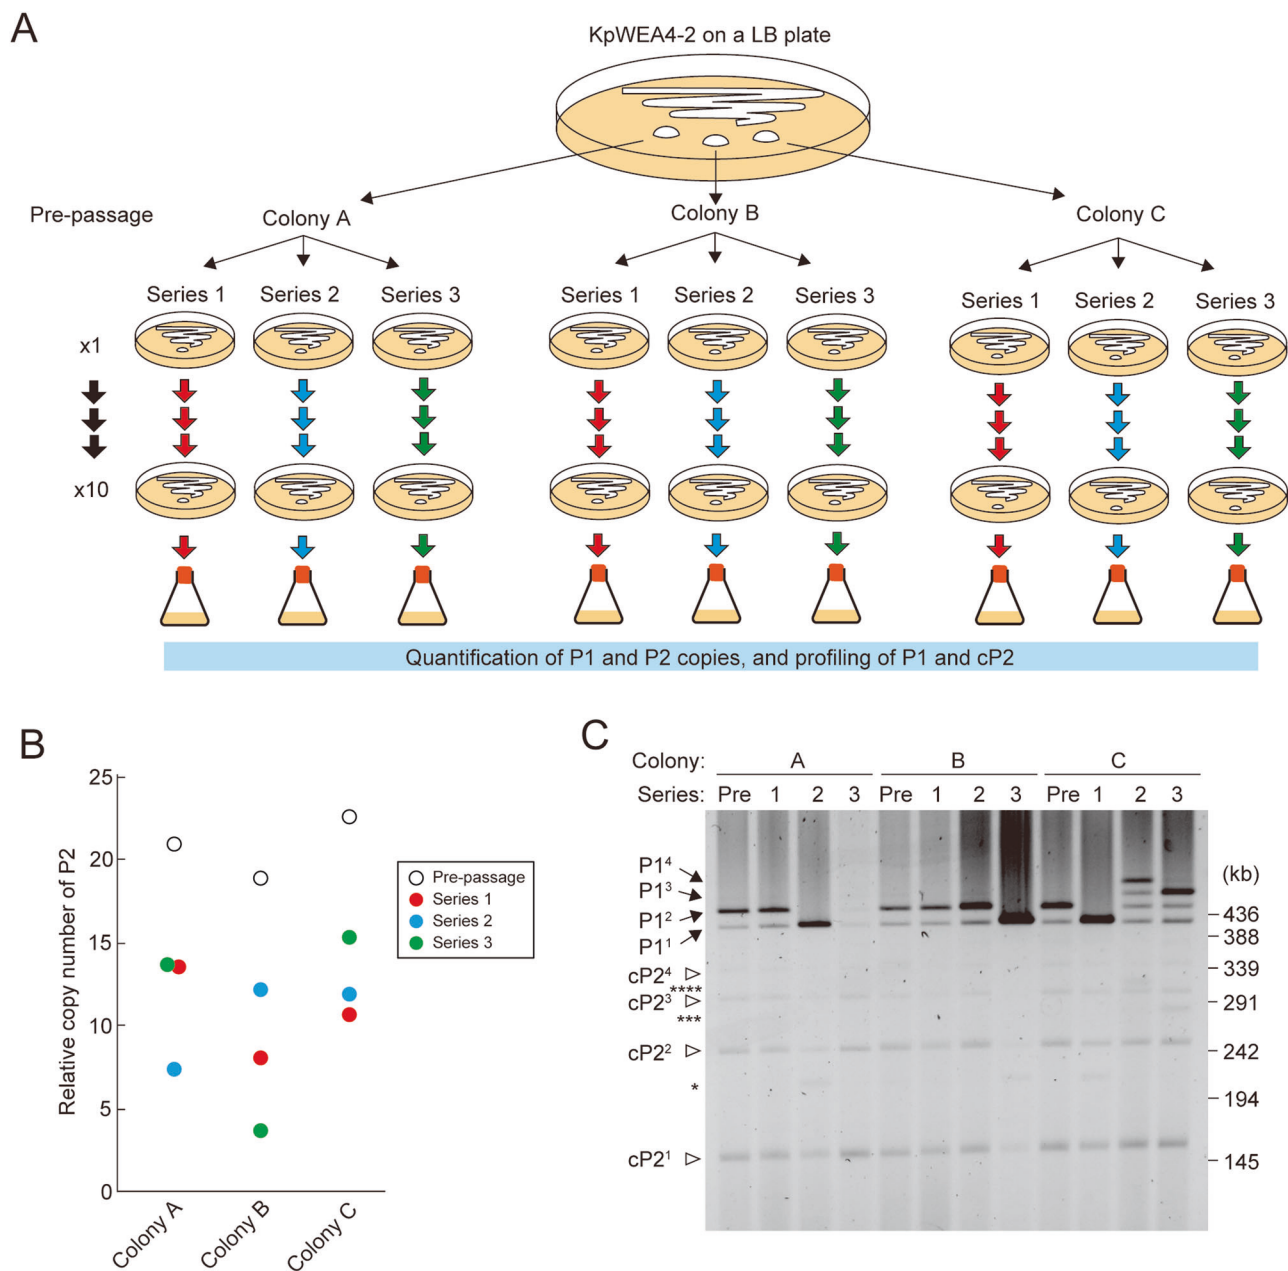 A
KpWEA4-2 on a LB plate
Pre-passage
Colony A
Colony B
Colony C
Series 1
Series 2
Series 3
Series 1
Series 2
Series 3
Series 1
Series 2
Series 3
x1
x10
Quantification of P1 and P2 copies, and profiling of P1 and cP2
B
Relative copy number of P2
25
20
15
10
5
0
Colony A
Colony B
Colony C
Pre-passage
Series 1
Series 2
Series 3
C
Colony: A B C
Series: Pre 1 2 3 Pre 1 2 3 Pre 1 2 3
P1⁴
P1³
P1²
P1¹
cP2⁴
****
cP2³
***
cP2²
*
cP2¹
(kb)
436
388
339
291
242
194
145